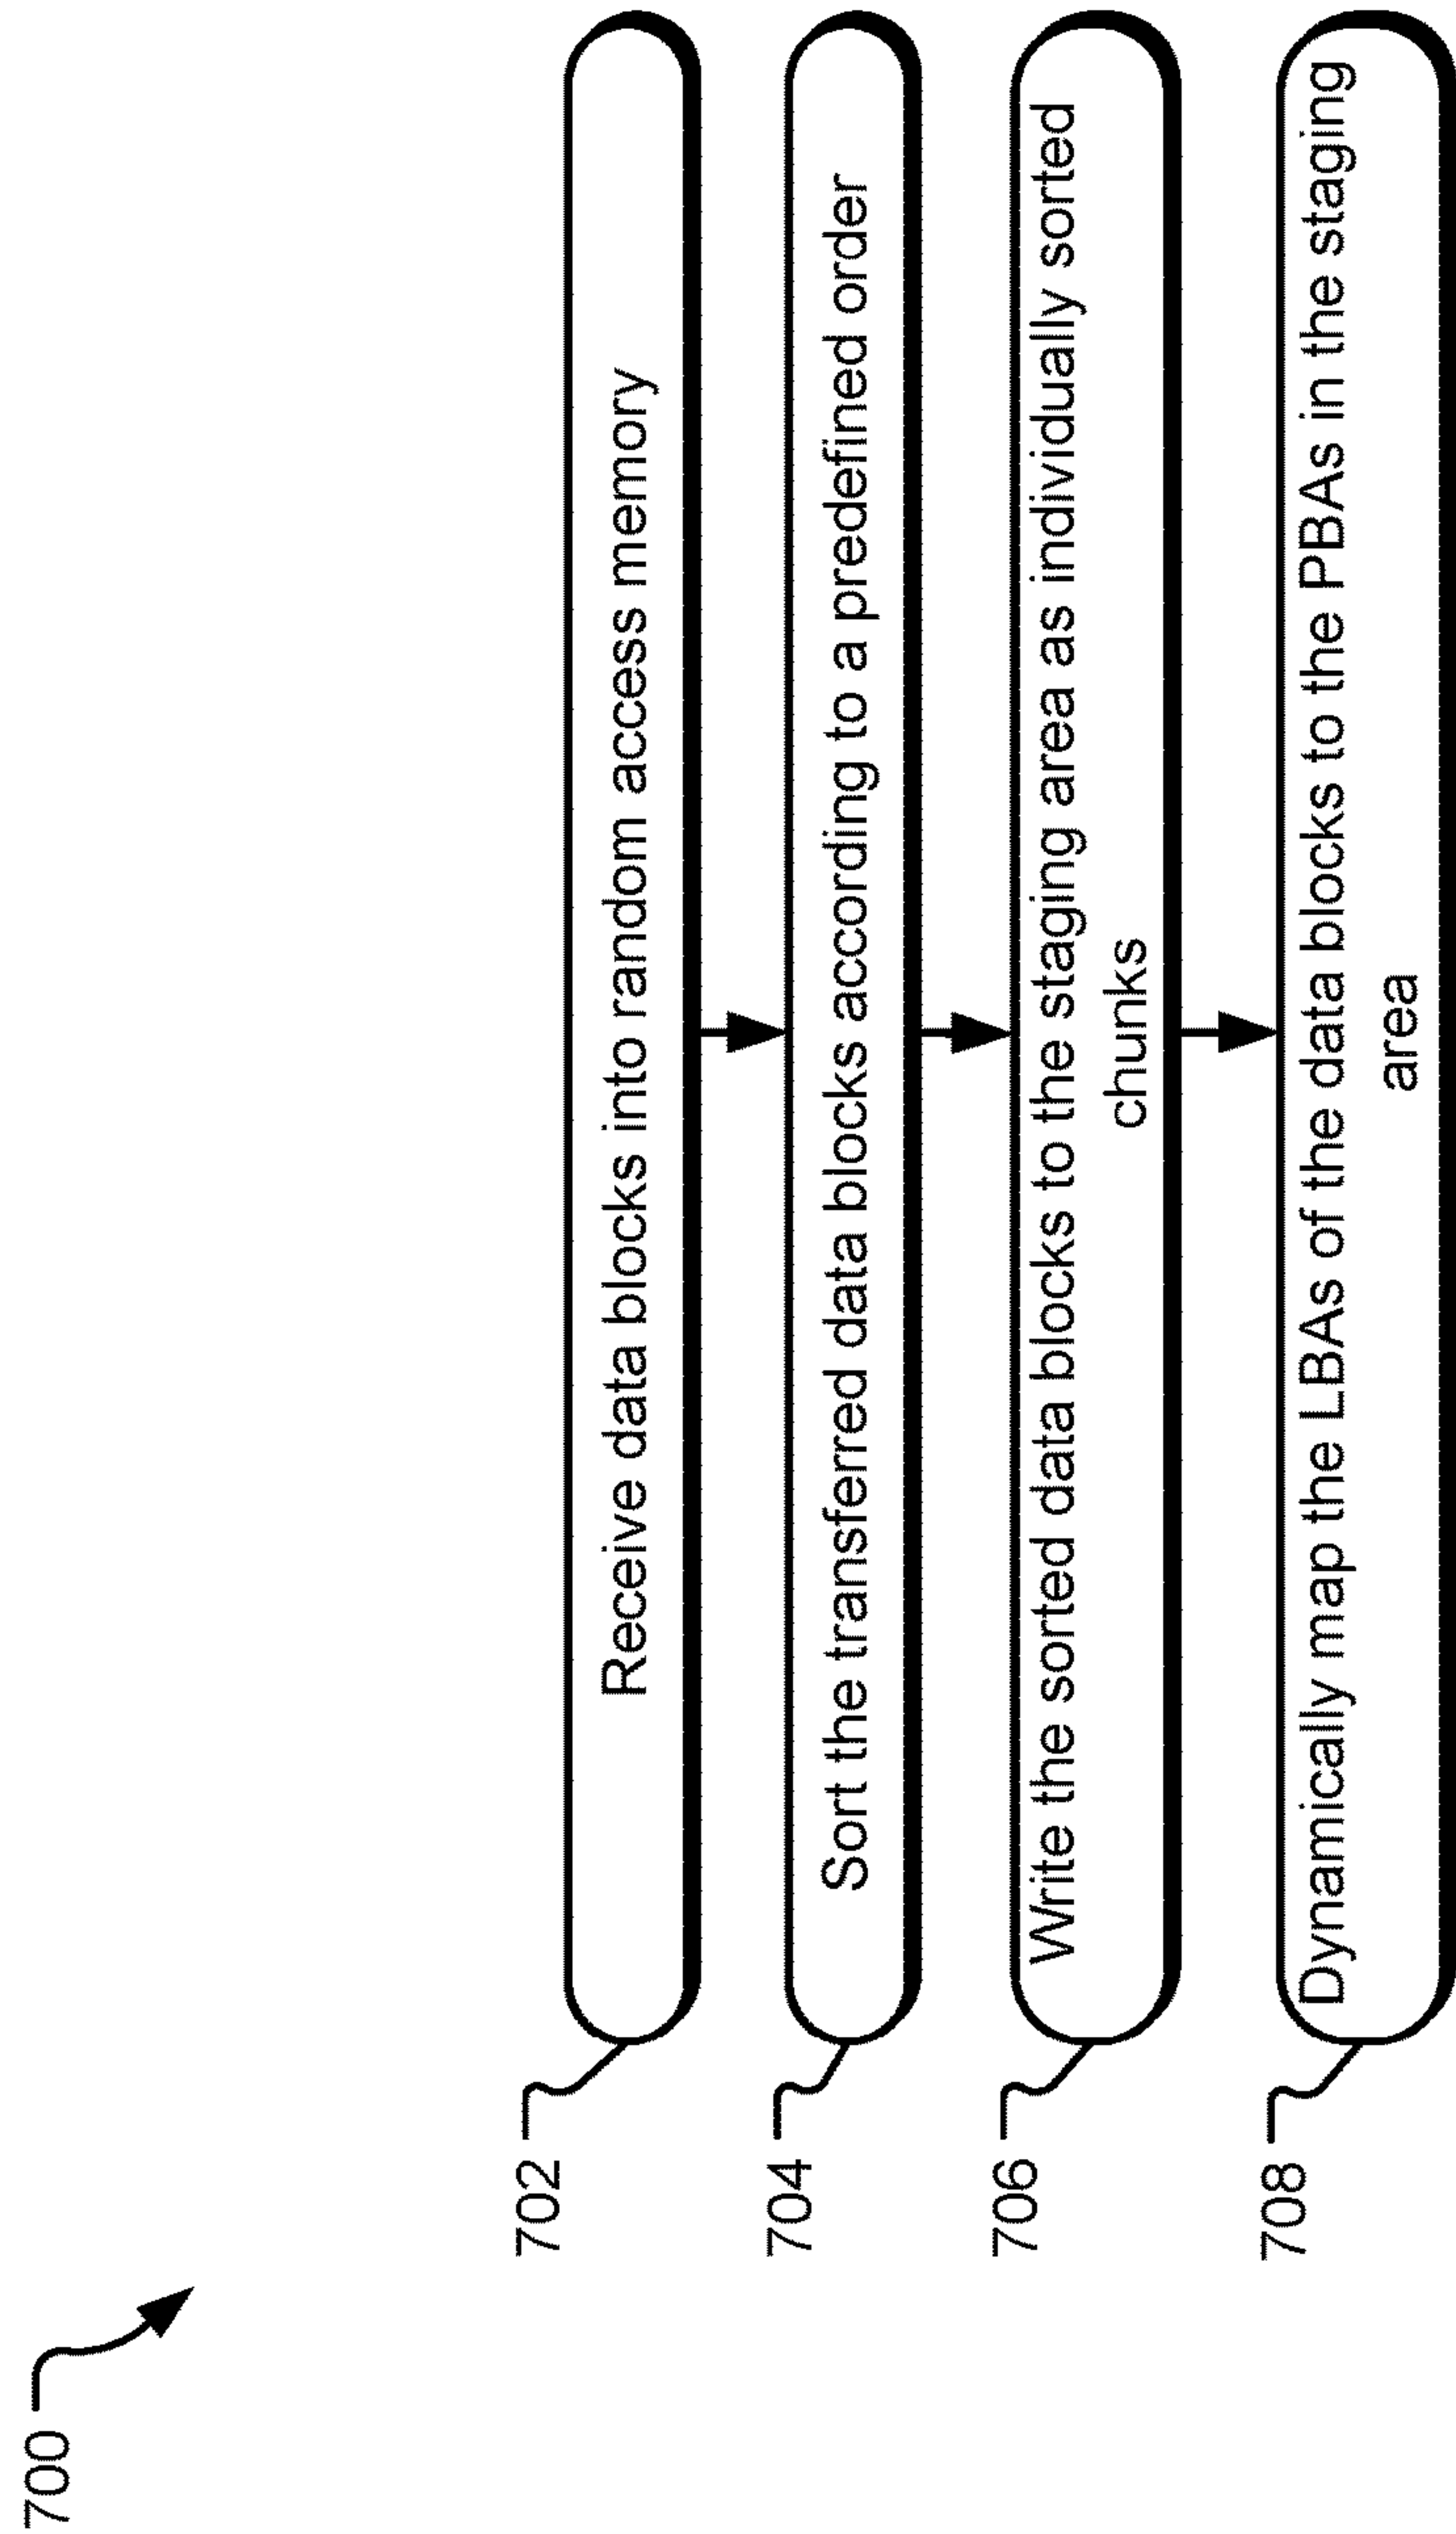 700
702
Receive data blocks into random access memory
704
Sort the transferred data blocks according to a predefined order
706
Write the sorted data blocks to the staging area as individually sorted
chunks
708
Dynamically map the LBAs of the data blocks to the PBAs in the staging
area